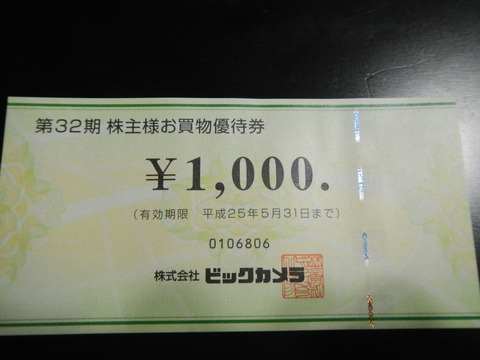 第32期 株主様お買物優待券
¥1,000.
(有効期限 平成25年5月31日まで)
0106806
株式会社 ビックカメラ